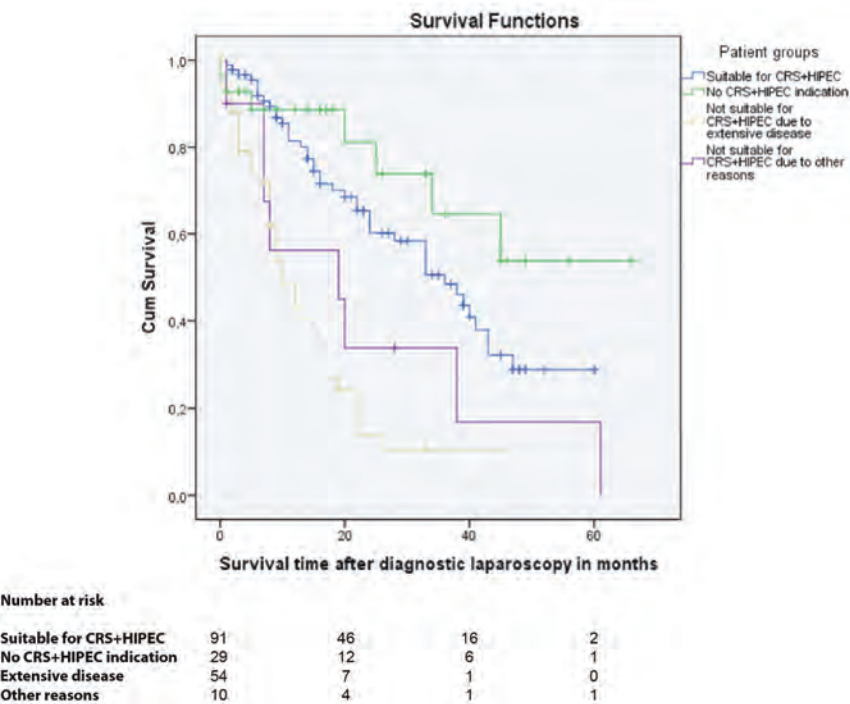 Survival Functions
1,0
0,8
0,6
0,4
0,2
0,0
Cum Survival
0 20 40 60
Survival time after diagnostic laparoscopy in months
Patient groups
Suitable for CRS+HIPEC
No CRS+HIPEC indication
Not suitable for
CRS+HIPEC due to
extensive disease
Not suitable for
CRS+HIPEC due to other
reasons
Number at risk
Suitable for CRS+HIPEC 91 46 16 2
No CRS+HIPEC indication 29 12 6 1
Extensive disease 54 7 1 0
Other reasons 10 4 1 1